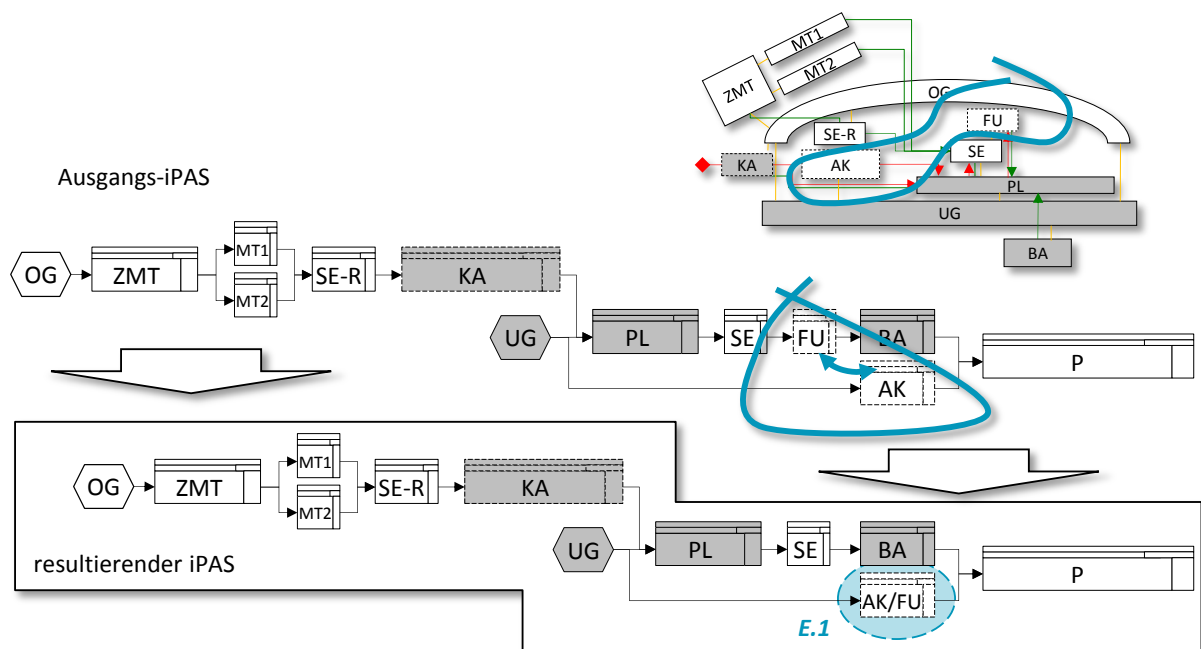 MT1
MT2
ZMT
OG
FU
SE-R
SE
KA
AK
PL
UG
BA
Ausgangs-iPAS
OG
ZMT
MT1
MT2
SE-R
KA
UG
PL
SE
FU
BA
P
AK
OG
ZMT
MT1
MT2
SE-R
KA
resultierender iPAS
UG
PL
SE
BA
P
AK/FU
E.1